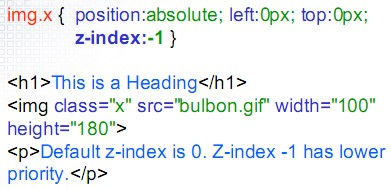 img.x { position:absolute; left:0px; top:0px;
z-index:-1 }
<h1>This is a Heading</h1>
<img class="x" src="bulbon.gif" width="100"
height="180">
<p>Default z-index is 0. Z-index -1 has lower
priority.</p>